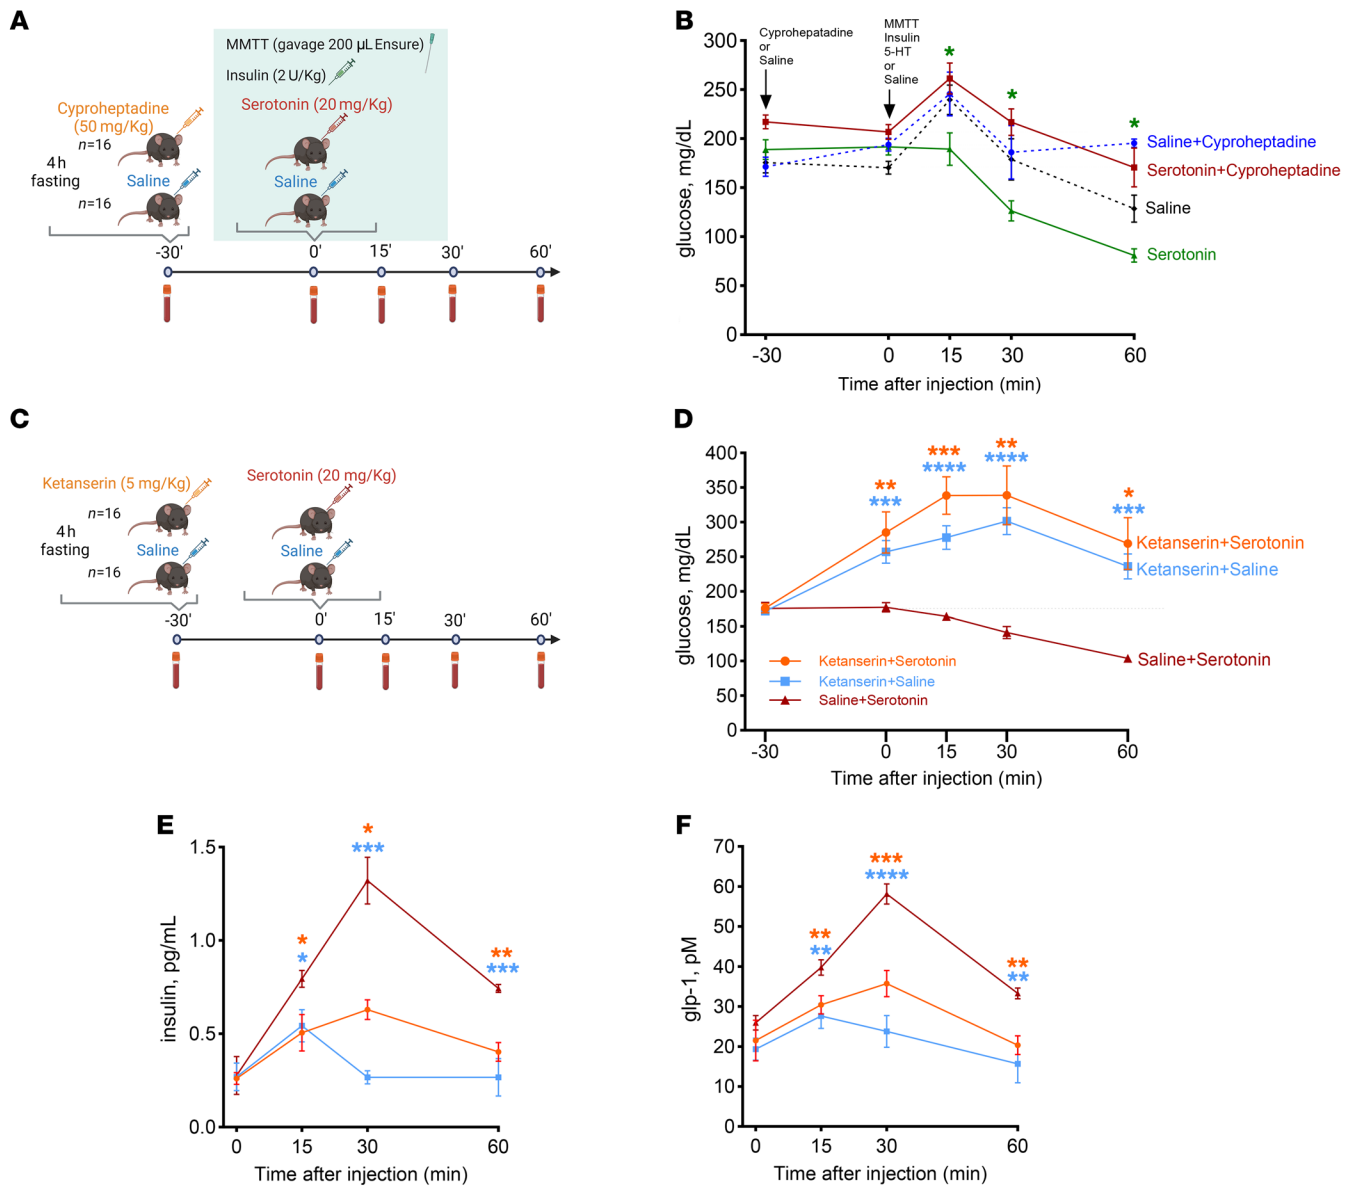 A
MMTT (gavage 200 µL Ensure)
Insulin (2 U/Kg)
Serotonin (20 mg/Kg)
Cyproheptadine
(50 mg/Kg)
n=16
4h
fasting
Saline
Saline
n=16
-30'
0'
15'
30'
60'
B
Cyprohepatadine
or
Saline
MMTT
Insulin
5-HT
or
Saline
*
*
*
300
250
200
150
100
50
0
glucose, mg/dL
Saline+Cyproheptadine
Serotonin+Cyproheptadine
Saline
Serotonin
-30
0
15
30
60
Time after injection (min)
C
Ketanserin (5 mg/Kg)
Serotonin (20 mg/Kg)
n=16
4h
fasting
Saline
Saline
n=16
-30'
0'
15'
30'
60'
D
400
350
300
250
200
150
100
50
0
glucose, mg/dL
**
***
***
****
**
****
*
***
Ketanserin+Serotonin
Ketanserin+Saline
Saline+Serotonin
Ketanserin+Serotonin
Ketanserin+Saline
Saline+Serotonin
-30
0
15
30
60
Time after injection (min)
E
1.5
1.0
0.5
0.0
insulin, pg/mL
*
*
*
***
**
***
0
15
30
60
Time after injection (min)
F
70
60
50
40
30
20
10
0
glp-1, pM
**
**
***
****
**
**
0
15
30
60
Time after injection (min)